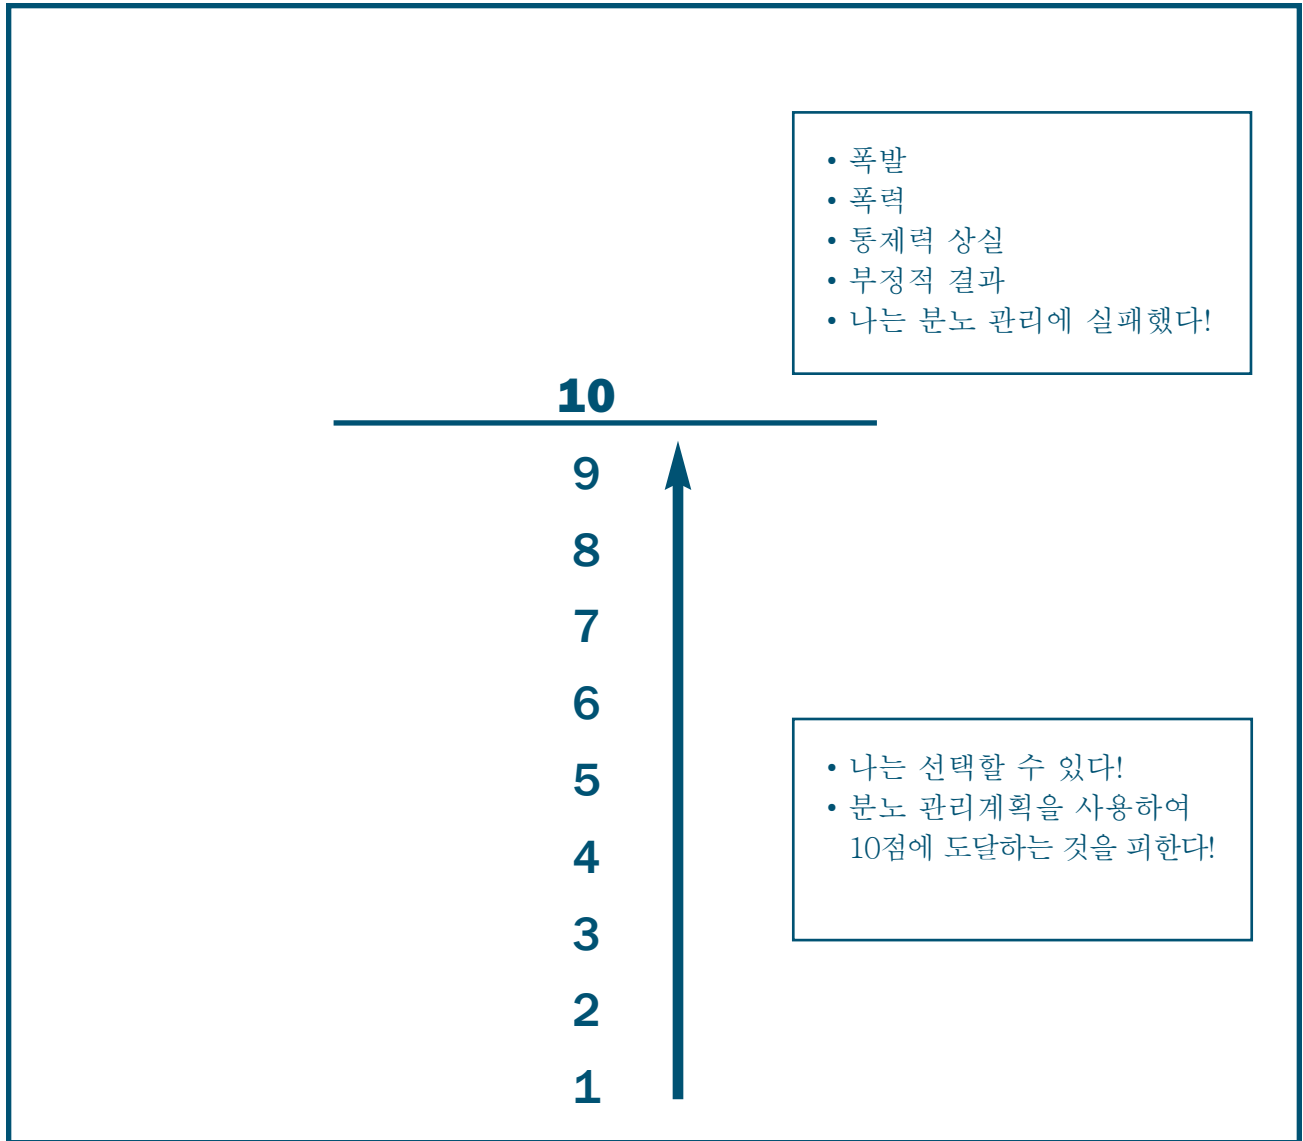 • 폭발
• 폭력
• 통제력 상실
• 부정적 결과
• 나는 분노 관리에 실패했다!
10
9
8
7
6
5
4
3
2
1
• 나는 선택할 수 있다!
• 분노 관리계획을 사용하여
10점에 도달하는 것을 피한다!